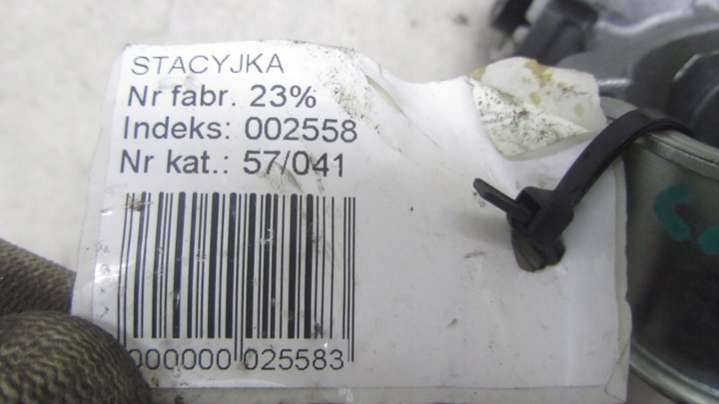 STACYJKA
Nr fabr. 23%
Indeks: 002558
Nr kat.: 57/041
000000 025583